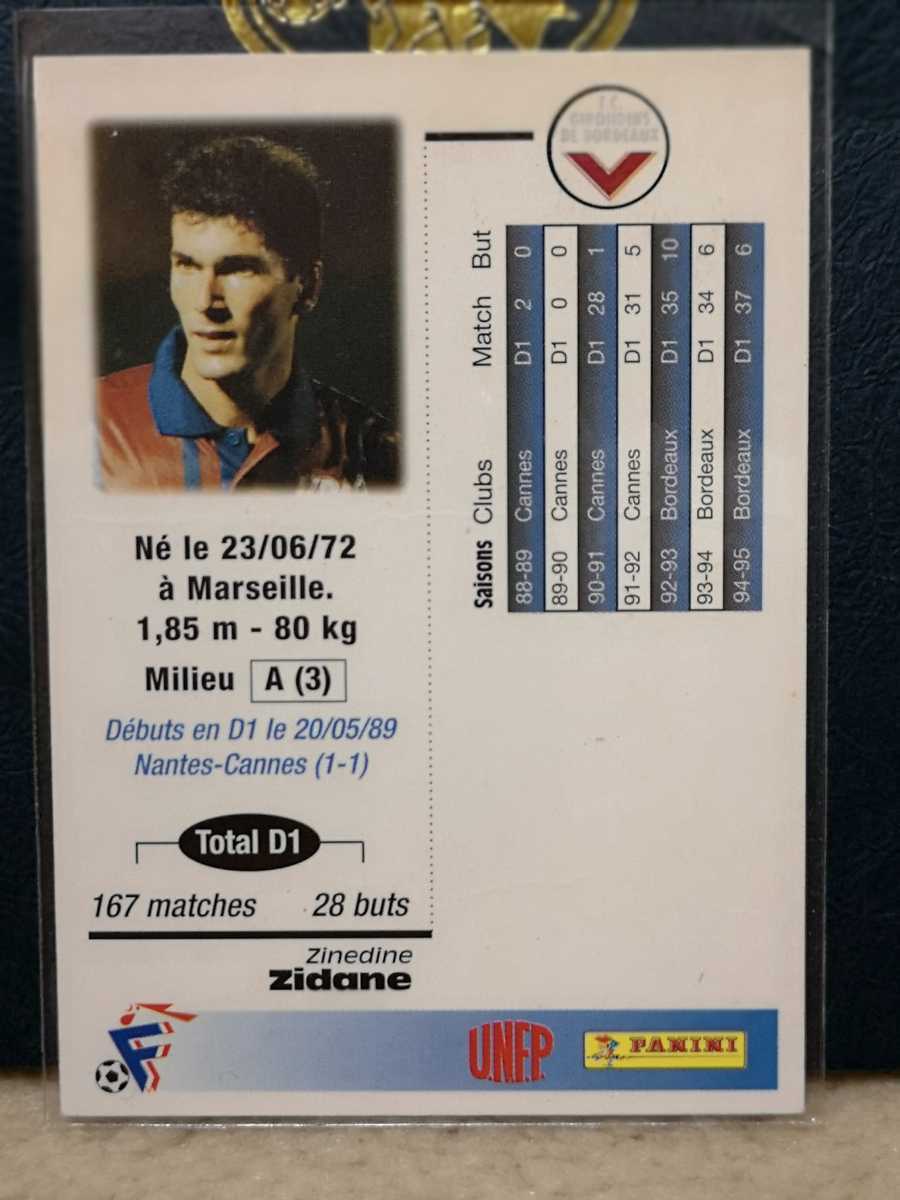 Né le 23/06/72
à Marseille.
1,85 m - 80 kg
Milieu A (3)
Débuts en D1 le 20/05/89
Nantes-Cannes (1-1)
Total D1
167 matches 28 buts
Zinedine
Zidane
F.C.
GIRONDINS
DE BORDEAUX
Saisons Clubs Match But
88-89 Cannes D1 2 0
89-90 Cannes D1 0 0
90-91 Cannes D1 28 1
91-92 Cannes D1 31 5
92-93 Bordeaux D1 35 10
93-94 Bordeaux D1 34 6
94-95 Bordeaux D1 37 6
U.N.F.P.
PANINI